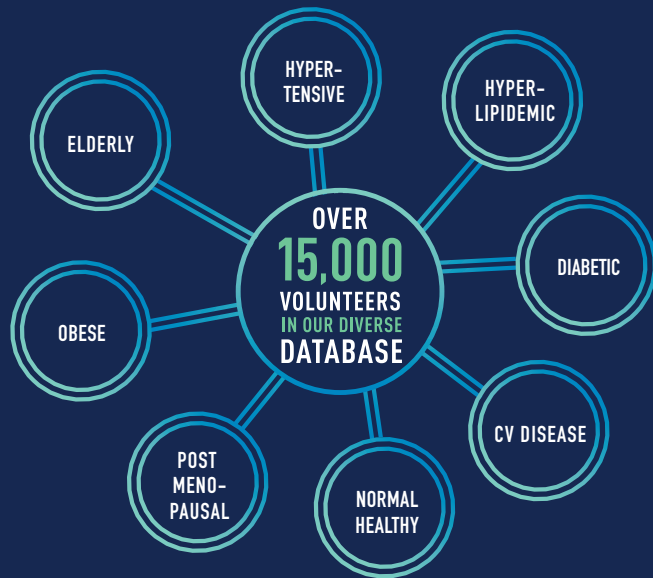 HYPER-
TENSIVE
HYPER-
LIPIDEMIC
ELDERLY
OVER
15,000
VOLUNTEERS
IN OUR DIVERSE
DATABASE
DIABETIC
OBESE
CV DISEASE
POST
MENO-
PAUSAL
NORMAL
HEALTHY